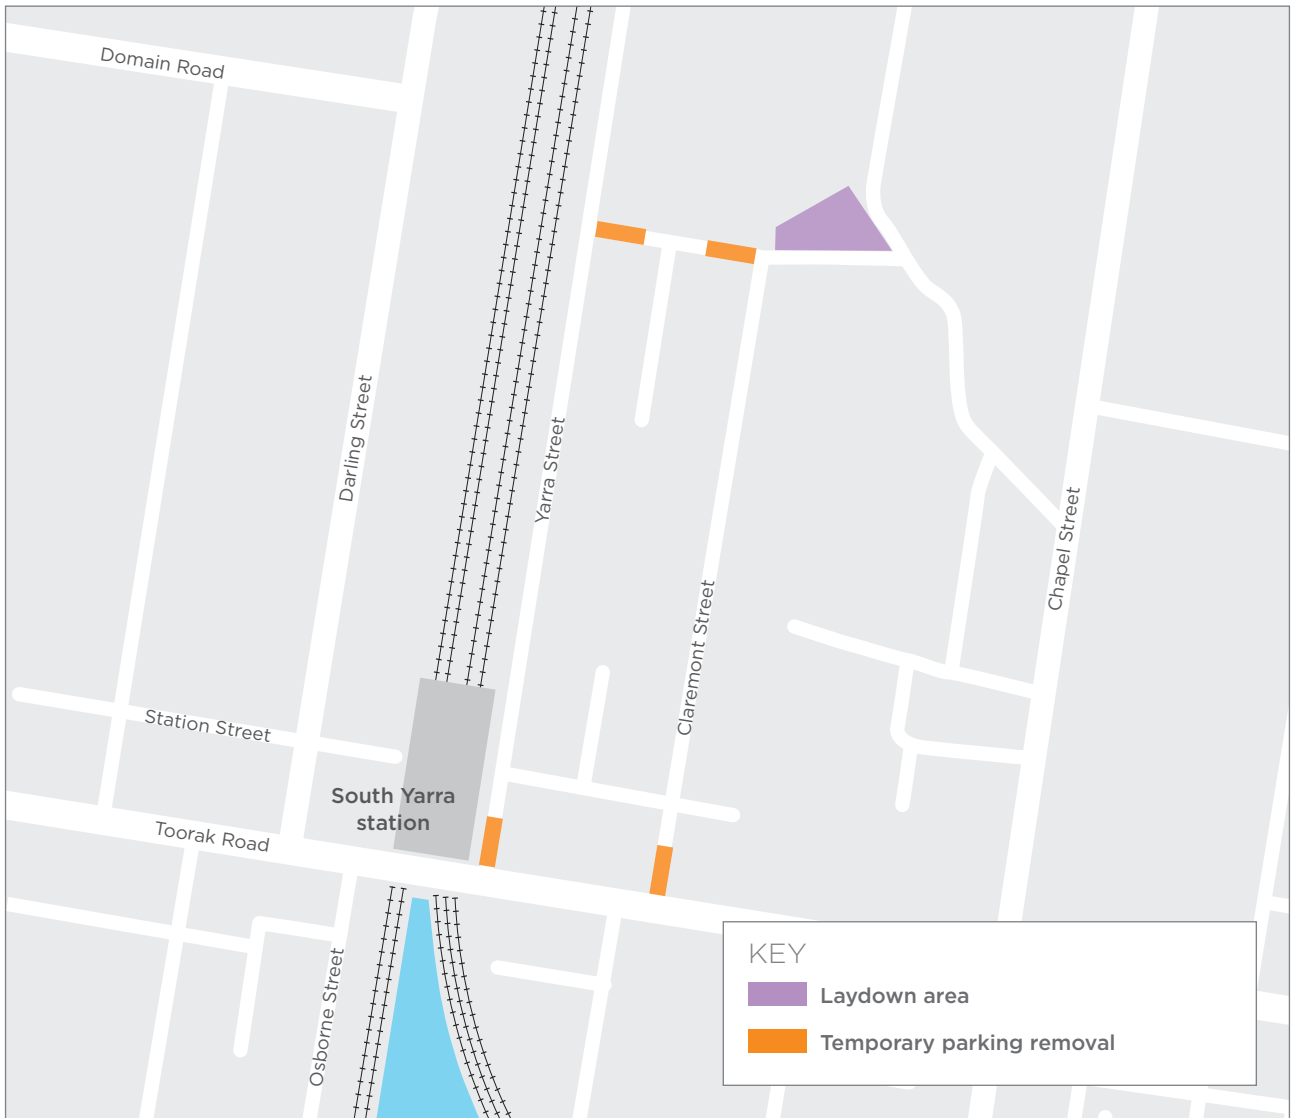 Domain Road
Darling Street
Yarra Street
Chapel Street
Claremont Street
Station Street
South Yarra
station
Toorak Road
Osborne Street
KEY
Laydown area
Temporary parking removal